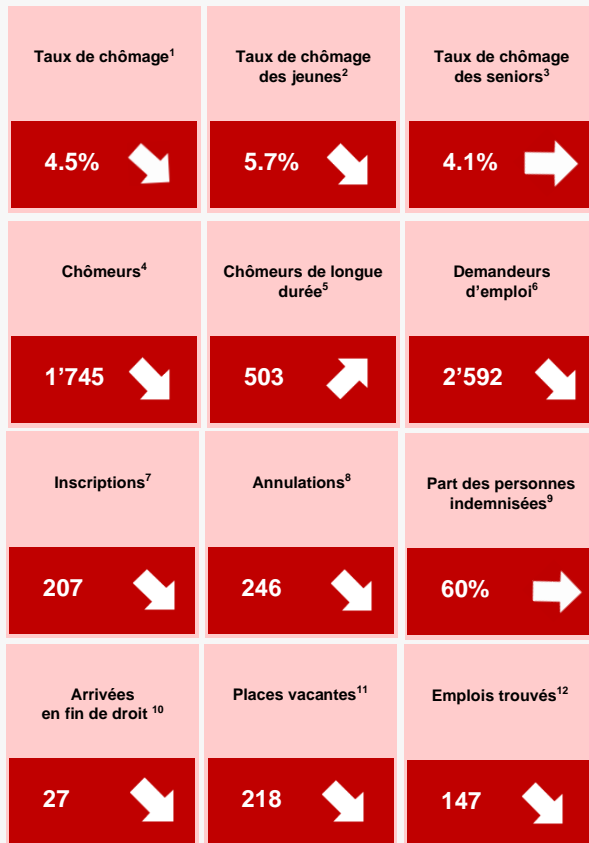 Taux de chômage¹
Taux de chômage
des jeunes²
Taux de chômage
des seniors³
4.5%
5.7%
4.1%
Chômeurs⁴
Chômeurs de longue
durée⁵
Demandeurs
d’emploi⁶
1’745
503
2’592
Inscriptions⁷
Annulations⁸
Part des personnes
indemnisées⁹
207
246
60%
Arrivées
en fin de droit ¹⁰
Places vacantes¹¹
Emplois trouvés¹²
27
218
147